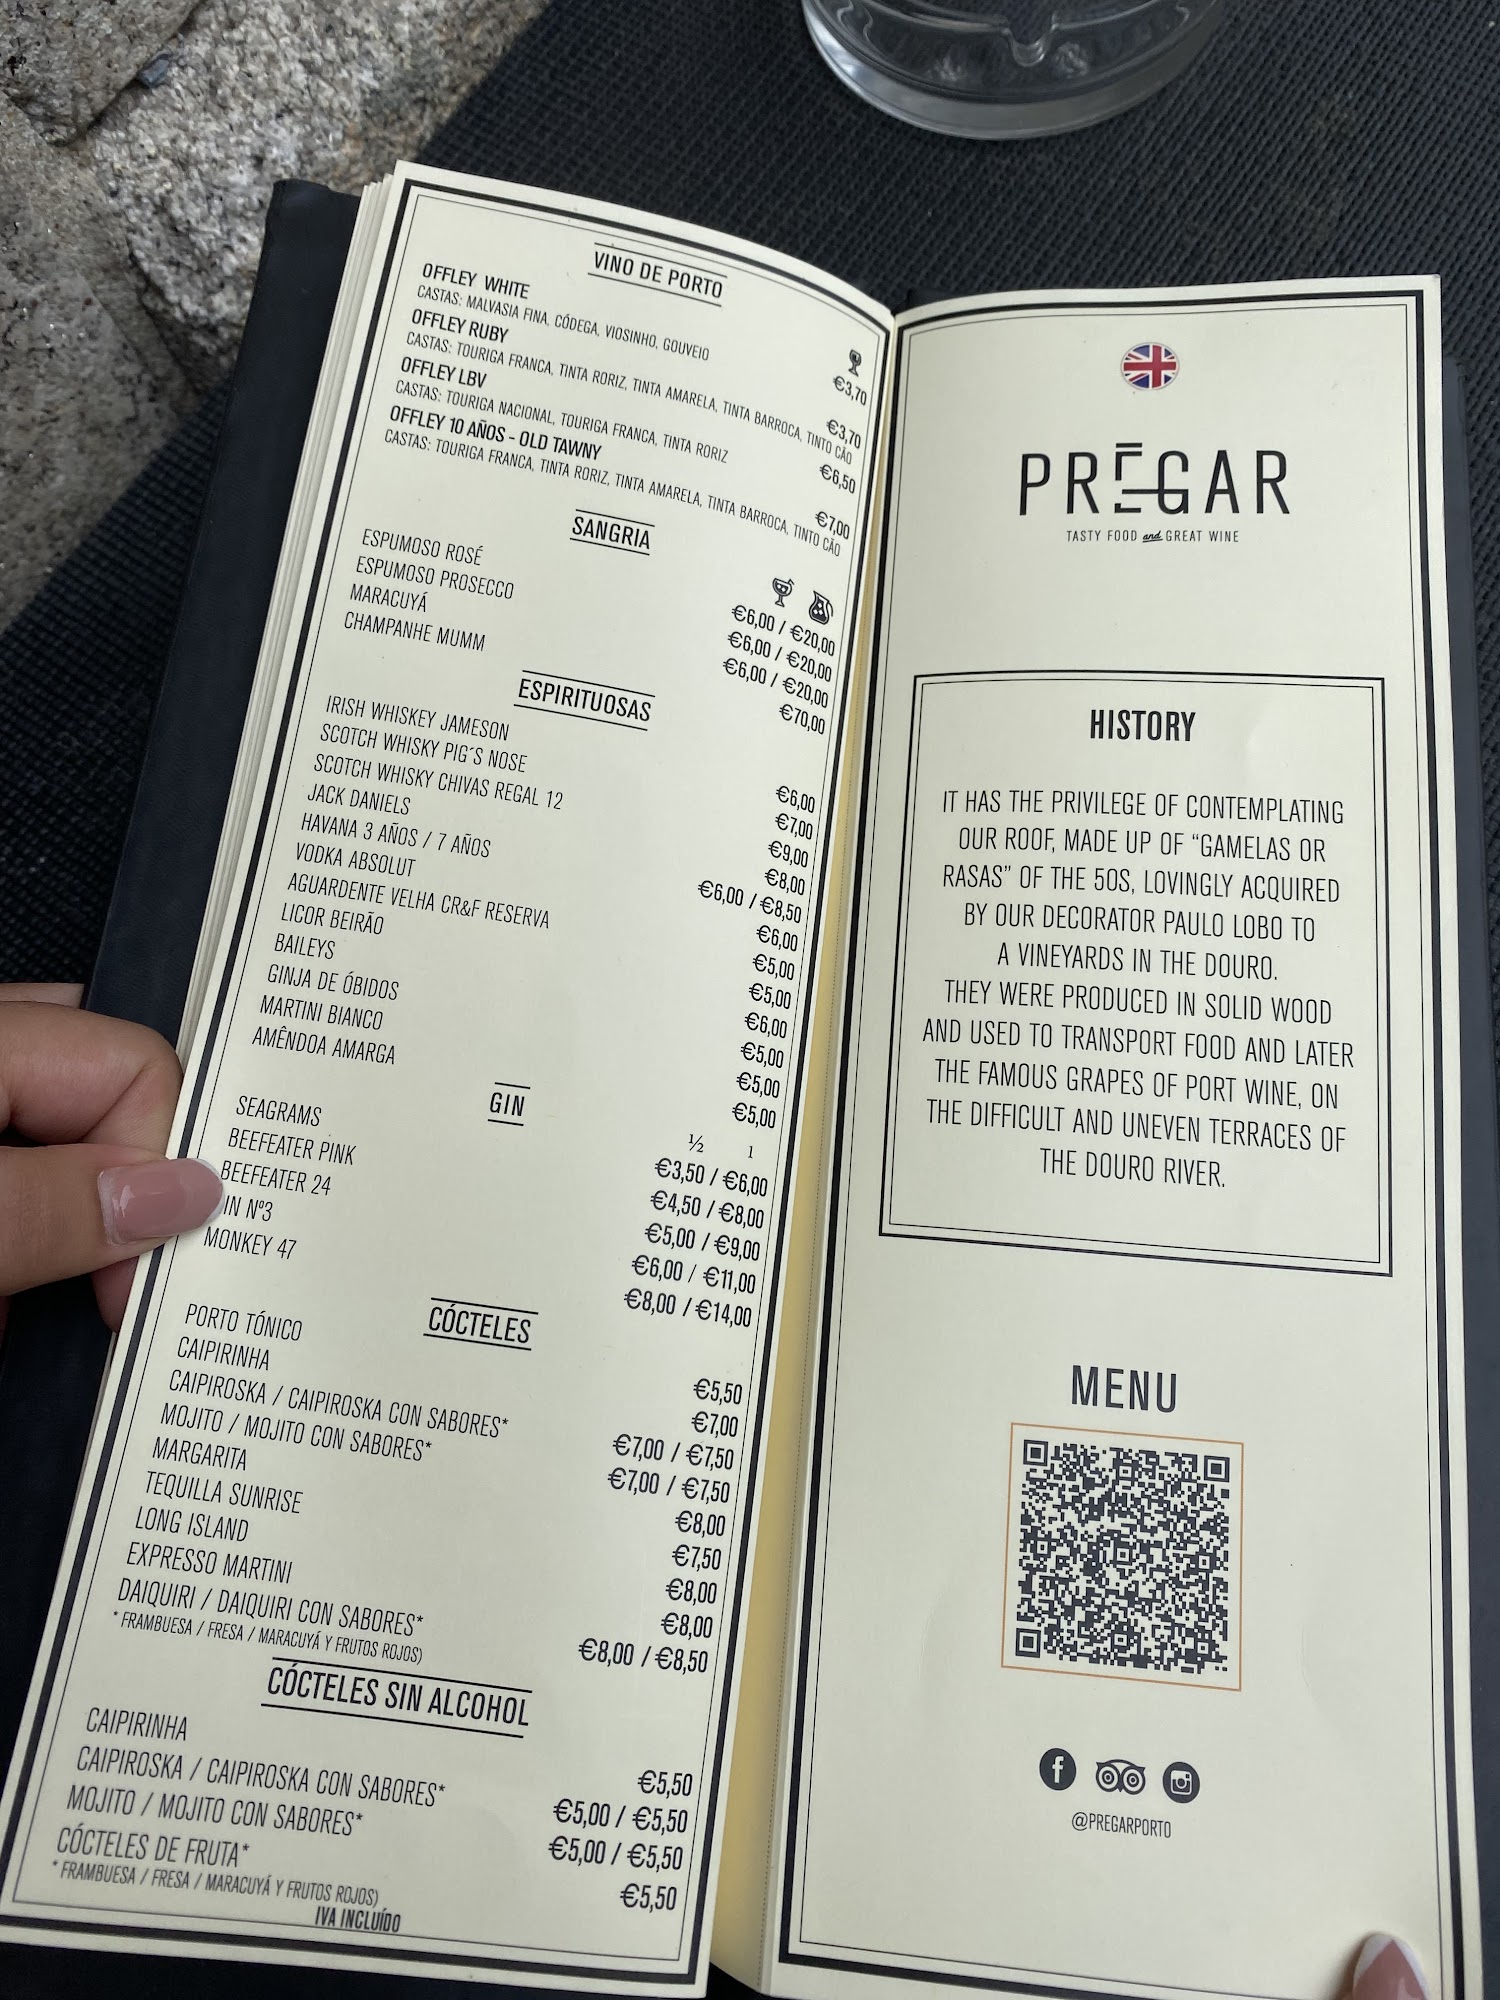 VINO DE PORTO
OFFLEY WHITE €3,70
CASTAS: MALVASIA FINA, CÓDEGA, VIOSINHO, GOUVEIO
OFFLEY RUBY €3,70
CASTAS: TOURIGA FRANCA, TINTA RORIZ, TINTA AMARELA, TINTA BARROCA, TINTO CÃO
OFFLEY LBV €6,50
CASTAS: TOURIGA NACIONAL, TOURIGA FRANCA, TINTA RORIZ
OFFLEY 10 AÑOS - OLD TAWNY €7,00
CASTAS: TOURIGA FRANCA, TINTA RORIZ, TINTA AMARELA, TINTA BARROCA, TINTO CÃO
SANGRIA
ESPUMOSO ROSÉ €6,00 / €20,00
ESPUMOSO PROSECCO €6,00 / €20,00
MARACUYÁ €6,00 / €20,00
CHAMPANHE MUMM €70,00
ESPIRITUOSAS
IRISH WHISKEY JAMESON €6,00
SCOTCH WHISKY PIG´S NOSE €7,00
SCOTCH WHISKY CHIVAS REGAL 12 €9,00
JACK DANIELS €8,00
HAVANA 3 AÑOS / 7 AÑOS €6,00 / €8,50
VODKA ABSOLUT €6,00
AGUARDENTE VELHA CR&F RESERVA €5,00
LICOR BEIRÃO €5,00
BAILEYS €6,00
GINJA DE ÓBIDOS €5,00
MARTINI BIANCO €5,00
AMÊNDOA AMARGA €5,00
GIN
½ 1
SEAGRAMS €3,50 / €6,00
BEEFEATER PINK €4,50 / €8,00
BEEFEATER 24 €5,00 / €9,00
IN Nº3 €6,00 / €11,00
MONKEY 47 €8,00 / €14,00
CÓCTELES
PORTO TÓNICO €5,50
CAIPIRINHA €7,00
CAIPIROSKA / CAIPIROSKA CON SABORES* €7,00 / €7,50
MOJITO / MOJITO CON SABORES* €7,00 / €7,50
MARGARITA €8,00
TEQUILLA SUNRISE €7,50
LONG ISLAND €8,00
EXPRESSO MARTINI €8,00
DAIQUIRI / DAIQUIRI CON SABORES* €8,00 / €8,50
* FRAMBUESA / FRESA / MARACUYÁ Y FRUTOS ROJOS)
CÓCTELES SIN ALCOHOL
CAIPIRINHA €5,50
CAIPIROSKA / CAIPIROSKA CON SABORES* €5,00 / €5,50
MOJITO / MOJITO CON SABORES* €5,00 / €5,50
CÓCTELES DE FRUTA* €5,50
* FRAMBUESA / FRESA / MARACUYÁ Y FRUTOS ROJOS)
IVA INCLUÍDO
PREGAR
TASTY FOOD and GREAT WINE
HISTORY
IT HAS THE PRIVILEGE OF CONTEMPLATING
OUR ROOF, MADE UP OF “GAMELAS OR
RASAS” OF THE 50S, LOVINGLY ACQUIRED
BY OUR DECORATOR PAULO LOBO TO
A VINEYARDS IN THE DOURO.
THEY WERE PRODUCED IN SOLID WOOD
AND USED TO TRANSPORT FOOD AND LATER
THE FAMOUS GRAPES OF PORT WINE, ON
THE DIFFICULT AND UNEVEN TERRACES OF
THE DOURO RIVER.
MENU
@PREGARPORTO